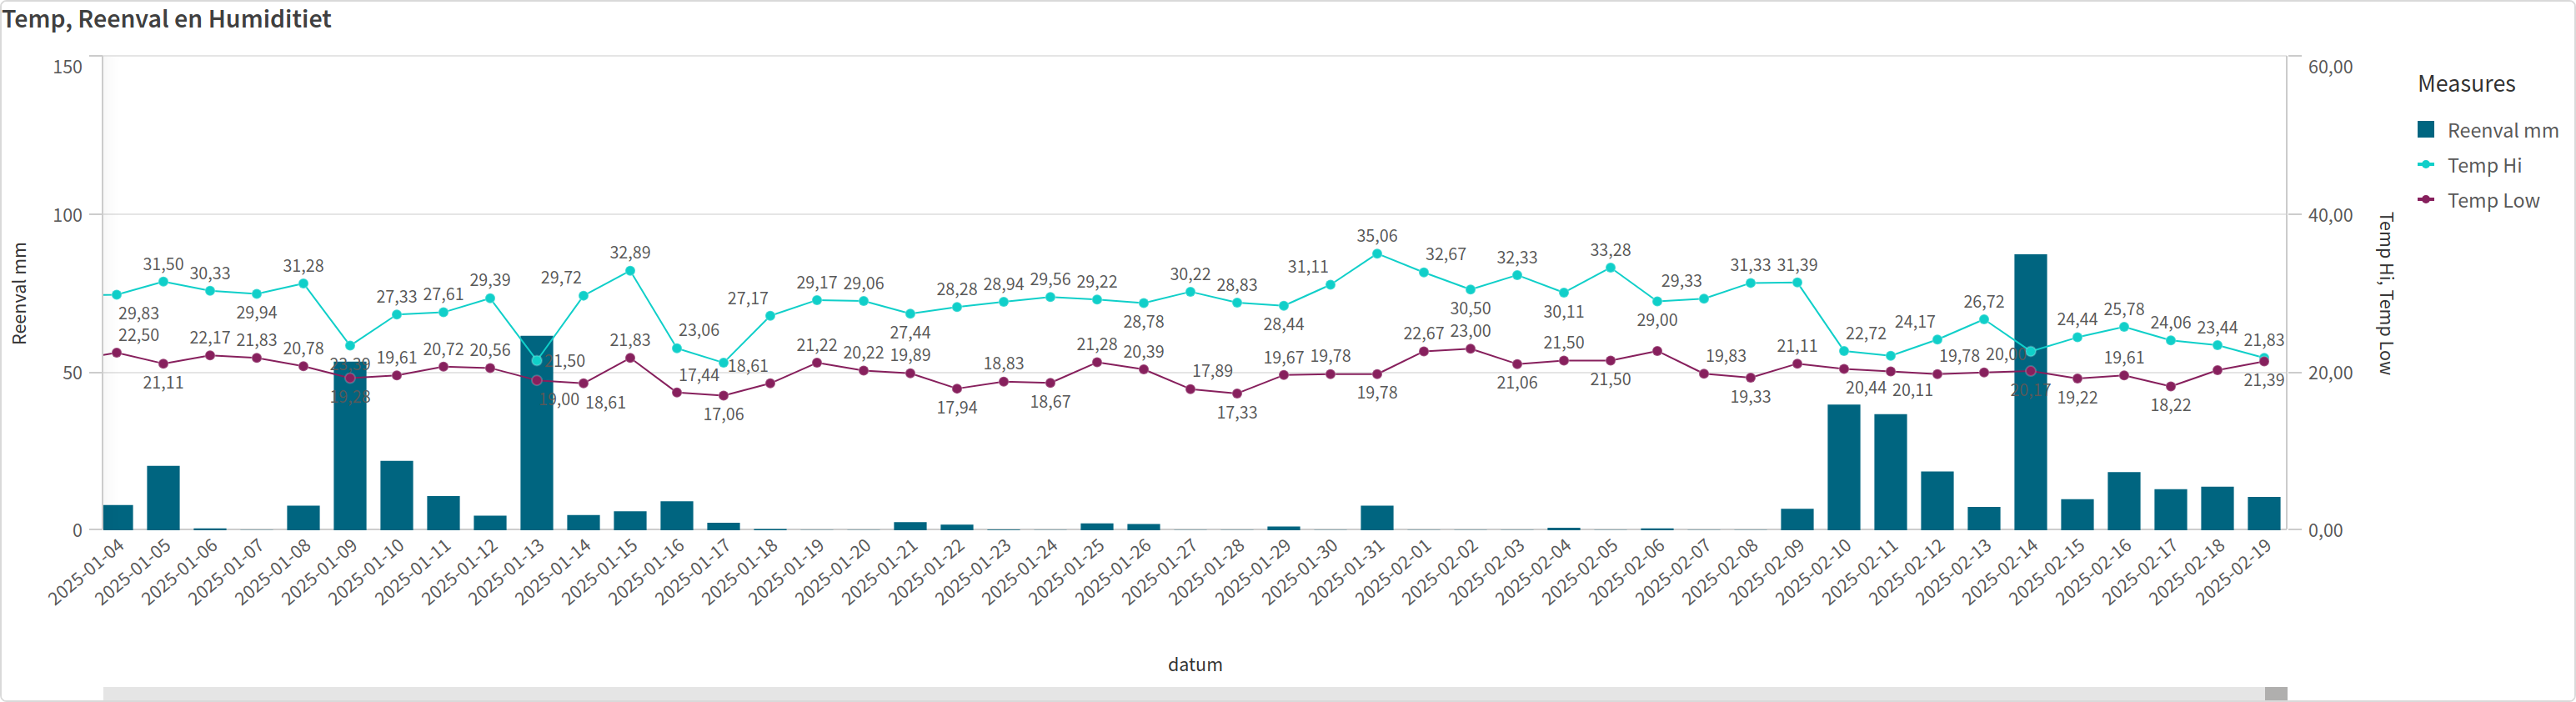 Temp, Reenval en Humiditiet
150
100
50
0
Reenval mm
60,00
40,00
20,00
0,00
Temp Hi, Temp Low
Measures
Reenval mm
Temp Hi
Temp Low
29,83 31,50 30,33 29,94 31,28 23,39 27,33 27,61 29,39 21,50 29,72 32,89 23,06 27,17 29,17 29,06 27,44 28,28 28,94 29,56 29,22 28,78 30,22 28,83 28,44 31,11 35,06 32,67 30,50 32,33 30,11 33,28 29,00 29,33 31,33 31,39 22,72 24,17 26,72 24,44 25,78 24,06 23,44 21,83
22,50 21,11 22,17 21,83 20,78 19,61 20,72 20,56 19,00 18,61 21,83 17,44 17,06 18,61 21,22 20,22 19,89 17,94 18,83 18,67 21,28 20,39 17,89 17,33 19,67 19,78 19,78 22,67 23,00 21,06 21,50 21,50 19,83 19,33 21,11 20,44 20,11 19,78 20,00 20,17 19,22 19,61 18,22 21,39
2025-01-04 2025-01-05 2025-01-06 2025-01-07 2025-01-08 2025-01-09 2025-01-10 2025-01-11 2025-01-12 2025-01-13 2025-01-14 2025-01-15 2025-01-16 2025-01-17 2025-01-18 2025-01-19 2025-01-20 2025-01-21 2025-01-22 2025-01-23 2025-01-24 2025-01-25 2025-01-26 2025-01-27 2025-01-28 2025-01-29 2025-01-30 2025-01-31 2025-02-01 2025-02-02 2025-02-03 2025-02-04 2025-02-05 2025-02-06 2025-02-07 2025-02-08 2025-02-09 2025-02-10 2025-02-11 2025-02-12 2025-02-13 2025-02-14 2025-02-15 2025-02-16 2025-02-17 2025-02-18 2025-02-19
datum